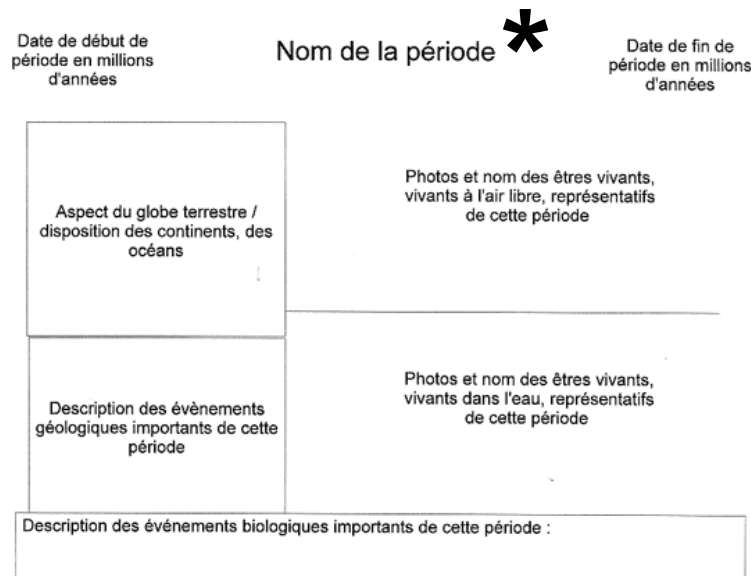 Date de début de
période en millions
d'années
Nom de la période *
Date de fin de
période en millions
d'années
Aspect du globe terrestre /
disposition des continents, des
océans
Photos et nom des êtres vivants,
vivants à l'air libre, représentatifs
de cette période
Description des évènements
géologiques importants de cette
période
Photos et nom des êtres vivants,
vivants dans l'eau, représentatifs
de cette période
Description des événements biologiques importants de cette période :